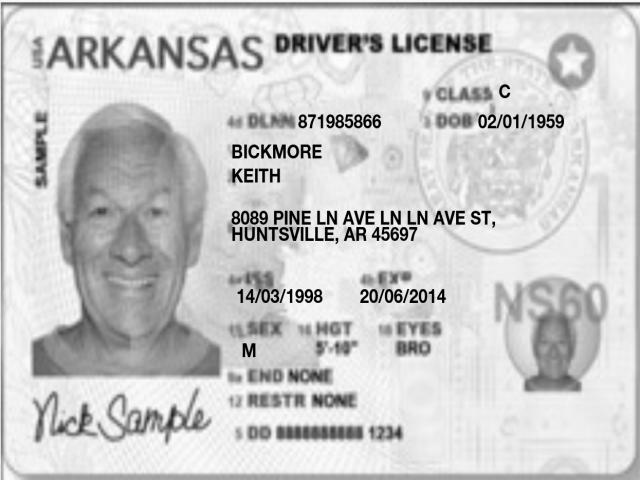 USA ARKANSAS DRIVER'S LICENSE
SAMPLE
9 CLASS C
4d DLNN 871985866 3 DOB 02/01/1959
BICKMORE
KEITH
8089 PINE LN AVE LN LN AVE ST,
HUNTSVILLE, AR 45697
ISS EXP
14/03/1998 20/06/2014
NS60
15 SEX 16 HGT 18 EYES
M 5'-10" BRO
9a END NONE
12 RESTR NONE
5 DD 8888888888 1234
Nick Sample